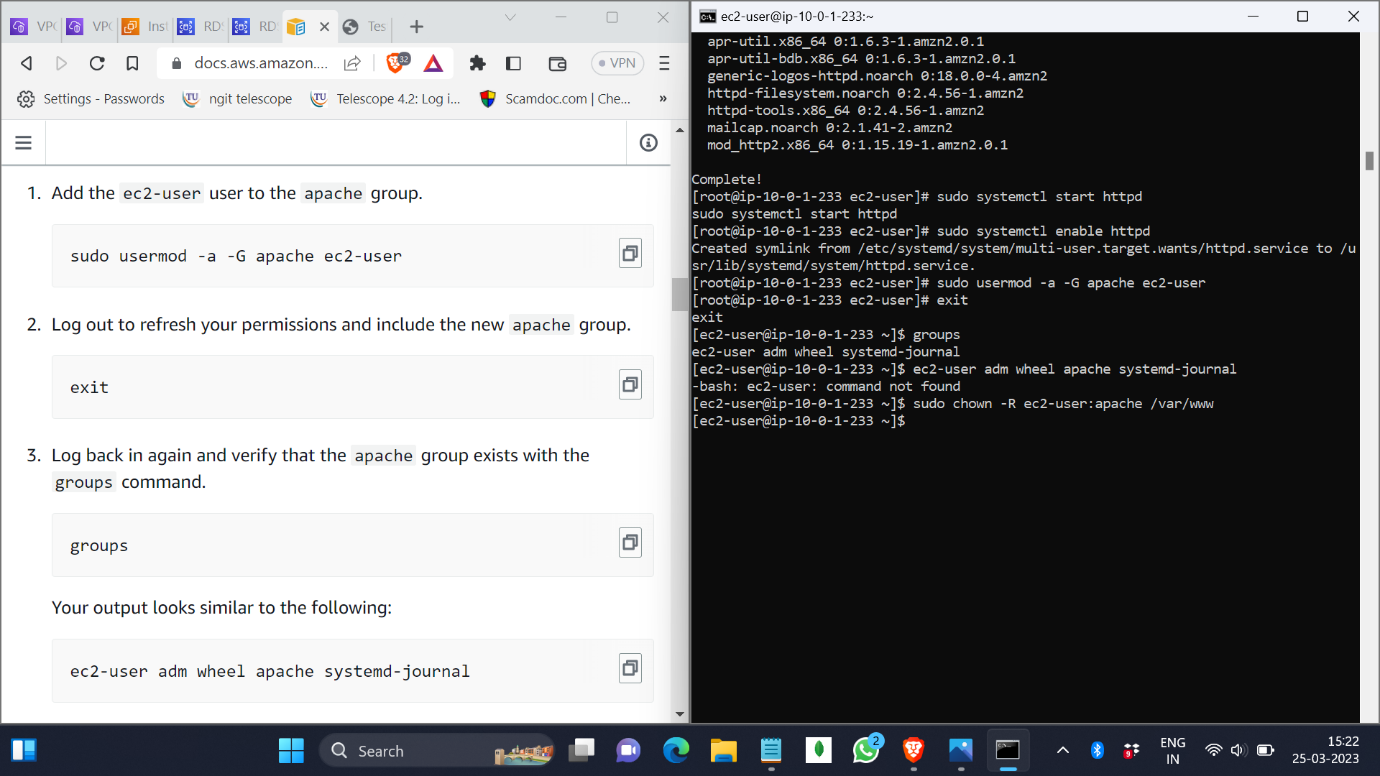 VPC
VPC
Inst
RDS
RDS
Tes
docs.aws.amazon....
32
VPN
Settings - Passwords
TU
ngit telescope
TU
Telescope 4.2: Log i...
Scamdoc.com | Che...
»
1. Add the ec2-user user to the apache group.
sudo usermod -a -G apache ec2-user
2. Log out to refresh your permissions and include the new apache group.
exit
3. Log back in again and verify that the apache group exists with the
groups command.
groups
Your output looks similar to the following:
ec2-user adm wheel apache systemd-journal
ec2-user@ip-10-0-1-233:~
apr-util.x86_64 0:1.6.3-1.amzn2.0.1
apr-util-bdb.x86_64 0:1.6.3-1.amzn2.0.1
generic-logos-httpd.noarch 0:18.0.0-4.amzn2
httpd-filesystem.noarch 0:2.4.56-1.amzn2
httpd-tools.x86_64 0:2.4.56-1.amzn2
mailcap.noarch 0:2.1.41-2.amzn2
mod_http2.x86_64 0:1.15.19-1.amzn2.0.1
Complete!
[root@ip-10-0-1-233 ec2-user]# sudo systemctl start httpd
sudo systemctl start httpd
[root@ip-10-0-1-233 ec2-user]# sudo systemctl enable httpd
Created symlink from /etc/systemd/system/multi-user.target.wants/httpd.service to /u
sr/lib/systemd/system/httpd.service.
[root@ip-10-0-1-233 ec2-user]# sudo usermod -a -G apache ec2-user
[root@ip-10-0-1-233 ec2-user]# exit
exit
[ec2-user@ip-10-0-1-233 ~]$ groups
ec2-user adm wheel systemd-journal
[ec2-user@ip-10-0-1-233 ~]$ ec2-user adm wheel apache systemd-journal
-bash: ec2-user: command not found
[ec2-user@ip-10-0-1-233 ~]$ sudo chown -R ec2-user:apache /var/www
[ec2-user@ip-10-0-1-233 ~]$
Search
2
9
ENG
IN
15:22
25-03-2023